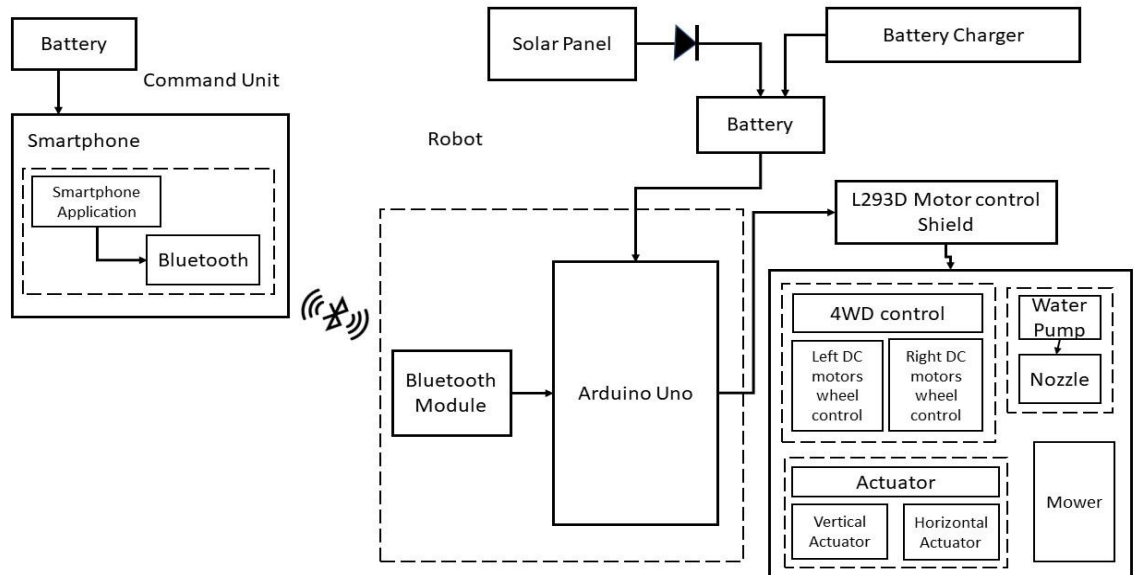 Battery
Command Unit
Smartphone
Smartphone
Application
Bluetooth
Solar Panel
Battery Charger
Battery
Robot
L293D Motor control
Shield
Bluetooth
Module
Arduino Uno
4WD control
Left DC
motors
wheel
control
Right DC
motors
wheel
control
Water
Pump
Nozzle
Actuator
Vertical
Actuator
Horizontal
Actuator
Mower